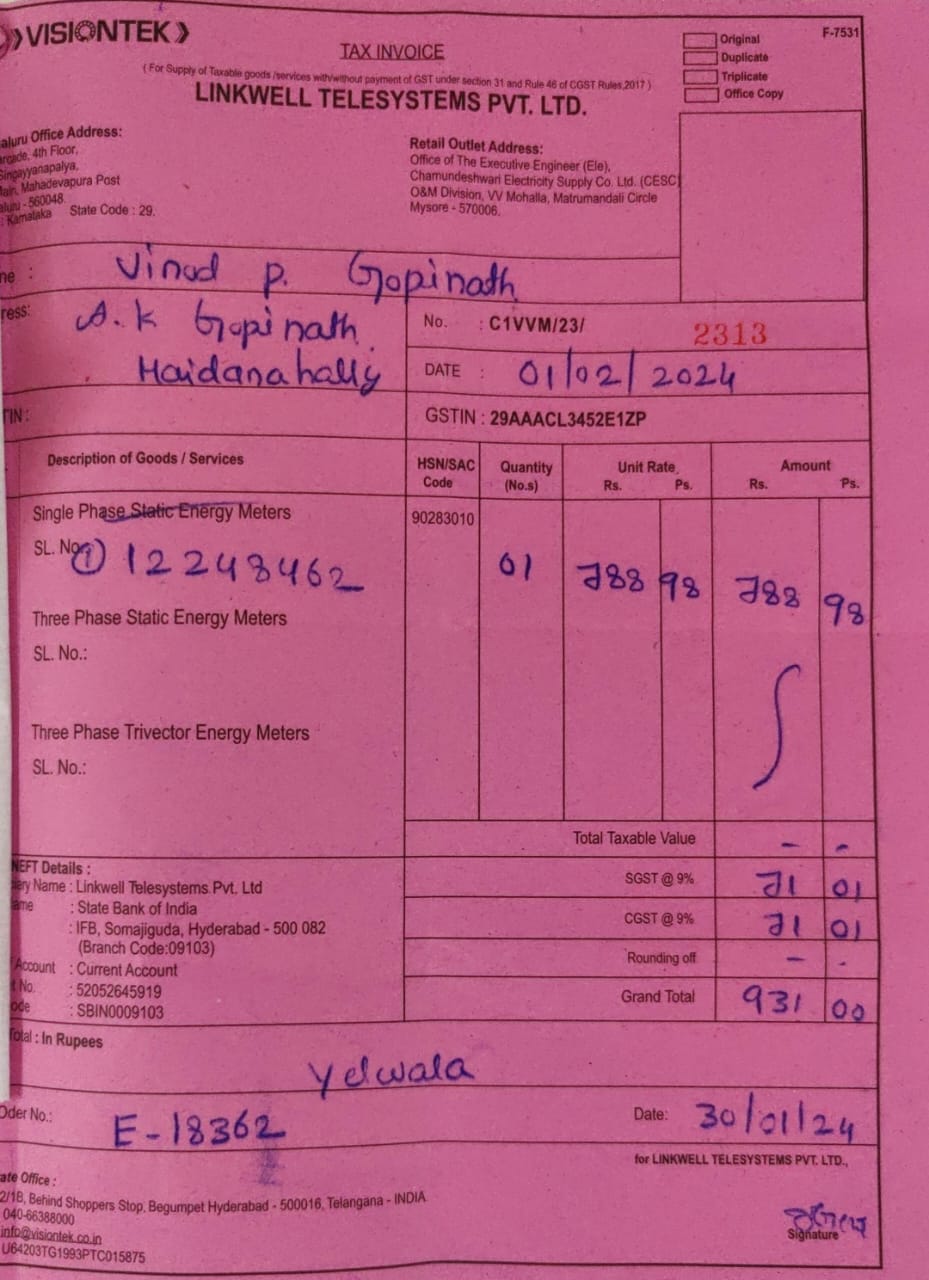 VISIONTEK
TAX INVOICE
( For Supply of Taxable goods /services with/without payment of GST under section 31 and Rule 46 of CGST Rules,2017 )
LINKWELL TELESYSTEMS PVT. LTD.
F-7531
Original
Duplicate
Triplicate
Office Copy
aluru Office Address:
4th Floor,
Singayyanapalya,
Mahadevapura Post
aluru - 560048.
: Karnataka State Code : 29.
Retail Outlet Address:
Office of The Executive Engineer (Ele),
Chamundeshwari Electricity Supply Co. Ltd. (CESC)
O&M Division, VV Mohalla, Matrumandali Circle
Mysore - 570006.
me : Vinod P. Gopinath
ress: A.K Gopinath
Haidanahally
No. : C1VVM/23/ 2313
DATE : 01/02/2024
TIN :
GSTIN : 29AAACL3452E1ZP
Description of Goods / Services HSN/SAC Code Quantity (No.s) Unit Rate Rs. Ps. Amount Rs. Ps.
Single Phase Static Energy Meters 90283010
SL. No. ① 12248462 01 788 98 788 98
Three Phase Static Energy Meters
SL. No.:
Three Phase Trivector Energy Meters
SL. No.:
Total Taxable Value - -
SGST @ 9% 71 01
CGST @ 9% 71 01
Rounding off - -
Grand Total 931 00
NEFT Details :
ary Name : Linkwell Telesystems Pvt. Ltd
ame : State Bank of India
: IFB, Somajiguda, Hyderabad - 500 082
(Branch Code:09103)
Account : Current Account
t No. : 52052645919
ode : SBIN0009103
Total : In Rupees
Yelwala
Oder No.: E-18362
Date: 30/01/24
for LINKWELL TELESYSTEMS PVT. LTD.,
ate Office :
2/1B, Behind Shoppers Stop, Begumpet Hyderabad - 500016, Telangana - INDIA
040-66388000
info@visiontek.co.in
U64203TG1993PTC015875
Signature